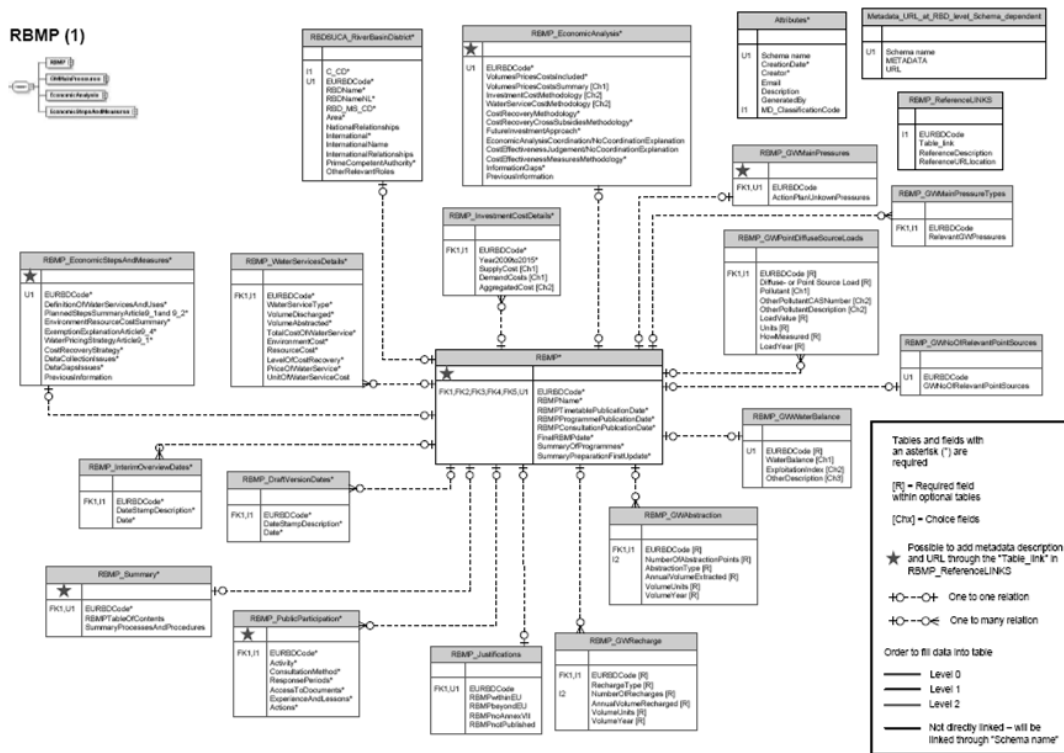 RBMP (1)
RBMP
GWMainPressures
EconomicAnalysis
EconomicStepsAndMeasures
RBDSUCA_RiverBasinDistrict*
I1 C_CD*
U1 EURBDCode*
RBDName*
RBDNameNL*
RBD_MS_CD*
Area*
NationalRelationships
International*
InternationalName
InternationalRelationships
PrimeCompetentAuthority*
OtherRelevantRoles
RBMP_EconomicAnalysis*
U1 EURBDCode*
VolumesPricesCostsIncluded*
VolumesPricesCostsSummary [Ch1]
InvestmentCostMethodology [Ch2]
WaterServiceCostMethodology [Ch2]
CostRecoveryMethodology*
CostRecoveryCrossSubsidiesMethodology*
FutureInvestmentApproach*
EconomicAnalysisCoordination/NoCoordinationExplanation
CostEffectivenessJudgement/NoCoordinationExplanation
CostEffectivenessMeasuresMethodology*
InformationGaps*
PreviousInformation
Attributes*
U1 Schema name
CreationDate*
Creator*
Email
Description
GeneratedBy
I1 MD_ClassificationCode
Metadata_URL_at_RBD_level_Schema_dependent
U1 Schema name
METADATA
URL
RBMP_ReferenceLINKS
I1 EURBDCode
Table_link
ReferenceDescription
ReferenceURLlocation
RBMP_GWMainPressures
FK1,U1 EURBDCode
ActionPlanUnkownPressures
RBMP_GWMainPressureTypes
FK1,I1 EURBDCode
RelevantGWPressures
RBMP_InvestmentCostDetails*
FK1,I1 EURBDCode*
Year2009to2015*
SupplyCost [Ch1]
DemandCosts [Ch1]
AggregatedCost [Ch2]
RBMP_GWPointDiffuseSourceLoads
FK1,I1 EURBDCode [R]
Diffuse- or Point Source Load [R]
Pollutant [Ch1]
OtherPollutantCASNumber [Ch2]
OtherPollutantDescription [Ch2]
LoadValue [R]
Units [R]
HowMeasured [R]
LoadYear [R]
RBMP_EconomicStepsAndMeasures*
U1 EURBDCode*
DefinitionOfWaterServicesAndUses*
PlannedStepsSummaryArticle9_1and 9_2*
EnvironmentResourceCostSummary*
ExemptionExplanationArticle9_4*
WaterPricingStrategyArticle9_1*
CostRecoveryStrategy*
DataCollectionIssues*
DataGapsIssues*
PreviousInformation
RBMP_WaterServicesDetails*
FK1,I1 EURBDCode*
WaterServiceType*
VolumeDischarged*
VolumeAbstracted*
TotalCostOfWaterService*
EnvironmentCost*
ResourceCost*
LevelOfCostRecovery*
PriceOfWaterService*
UnitOfWaterServiceCost
RBMP_GWNoOfRelevantPointSources
U1 EURBDCode
GWNoOfRelevantPointSources
RBMP*
FK1,FK2,FK3,FK4,FK5,U1 EURBDCode*
RBMPName*
RBMPTimetablePublicationDate*
RBMPProgrammePublicationDate*
RBMPConsultationPublicationDate*
FinalRBMPdate*
SummaryOfProgrammes*
SummaryPreparationFirstUpdate*
RBMP_GWWaterBalance
U1 EURBDCode [R]
WaterBalance [Ch1]
ExploitationIndex [Ch2]
OtherDescription [Ch3]
RBMP_InterimOverviewDates*
FK1,I1 EURBDCode*
DateStampDescription*
Date*
RBMP_DraftVersionDates*
FK1,I1 EURBDCode*
DateStampDescription*
Date*
RBMP_GWAbstraction
FK1,I1 EURBDCode [R]
I2 NumberOfAbstractionPoints [R]
AbstractionType [R]
AnnualVolumeExtracted [R]
VolumeUnits [R]
VolumeYear [R]
RBMP_Summary*
FK1,U1 EURBDCode*
RBMPTableOfContents
SummaryProcessesAndProcedures
RBMP_PublicParticipation*
FK1,I1 EURBDCode*
Activity*
ConsultationMethod*
ResponsePeriods*
AccessToDocuments*
ExperienceAndLessons*
Actions*
RBMP_Justifications
FK1,U1 EURBDCode
RBMPwithinEU
RBMPbeyondEU
RBMPnoAnnexVII
RBMPnotPublished
RBMP_GWRecharge
FK1,I1 EURBDCode [R]
RechargeType [R]
I2 NumberOfRecharges [R]
AnnualVolumeRecharged [R]
VolumeUnits [R]
VolumeYear [R]
Tables and fields with
an asterisk (*) are
required
[R] = Required field
within optional tables
[Chx] = Choice fields
Possible to add metadata description
and URL through the "Table_link" in
RBMP_ReferenceLINKS
One to one relation
One to many relation
Order to fill data into table
Level 0
Level 1
Level 2
Not directly linked – will be
linked through "Schema name"